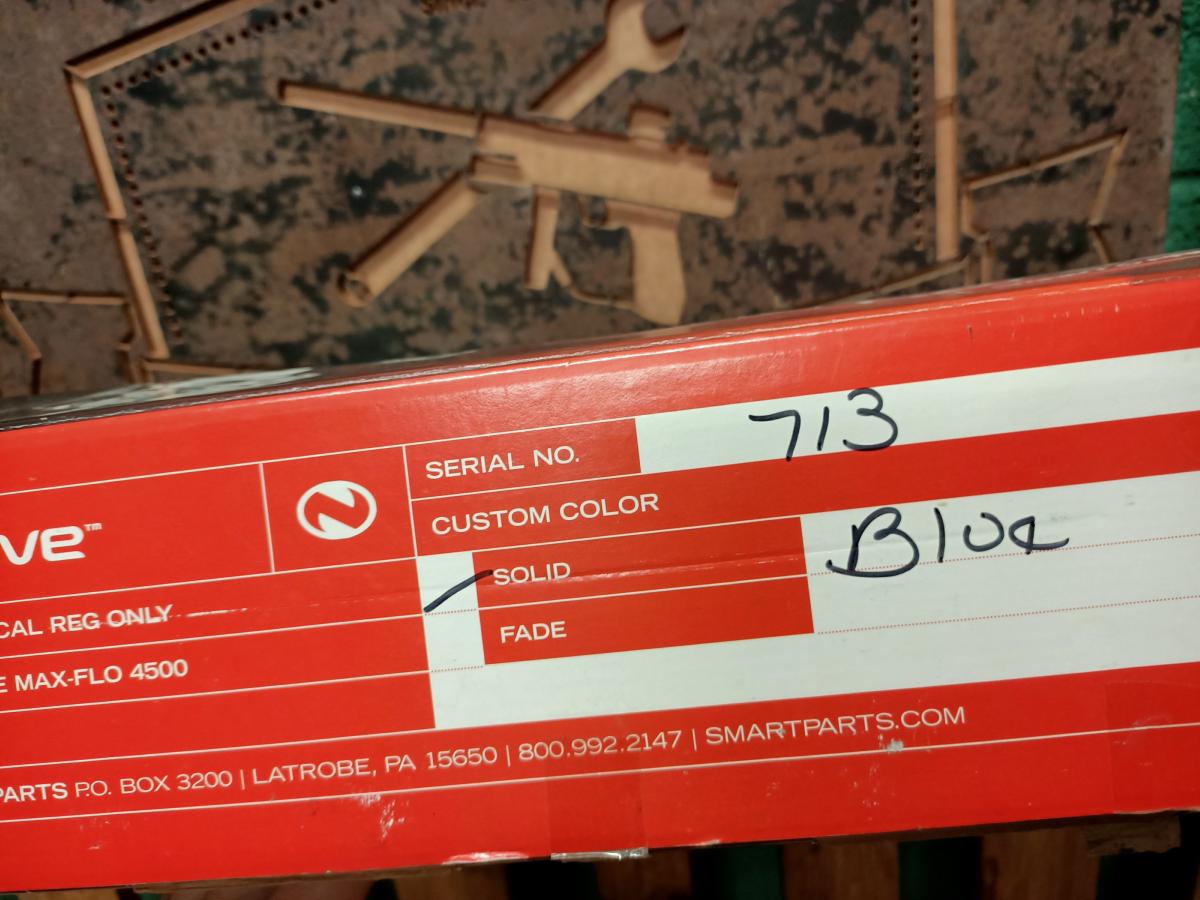 SERIAL NO. 713
ve™
CUSTOM COLOR
SOLID Blue
CAL REG ONLY
FADE
E MAX-FLO 4500
PARTS P.O. BOX 3200 | LATROBE, PA 15650 | 800.992.2147 | SMARTPARTS.COM